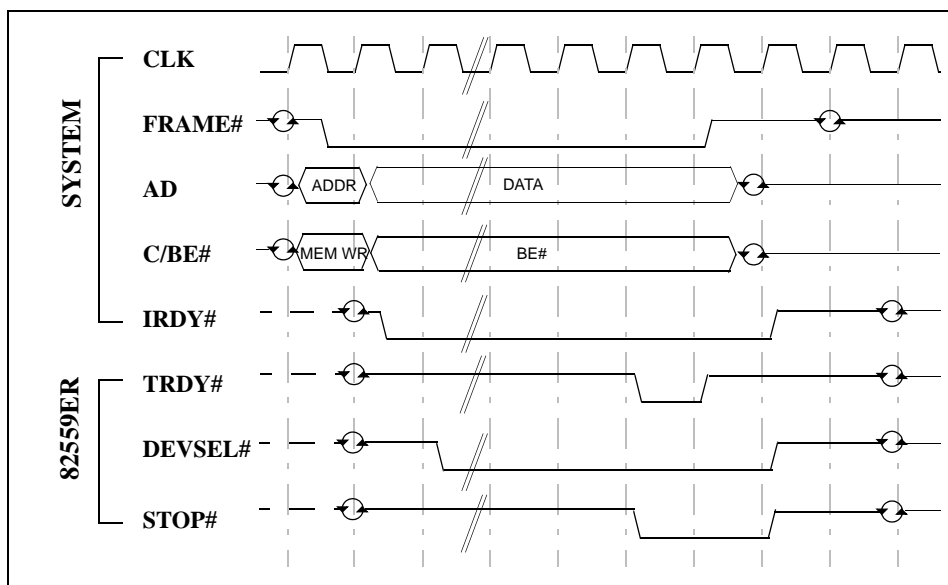 SYSTEM
CLK
FRAME#
AD
ADDR
DATA
C/BE#
MEM WR
BE#
IRDY#
82559ER
TRDY#
DEVSEL#
STOP#